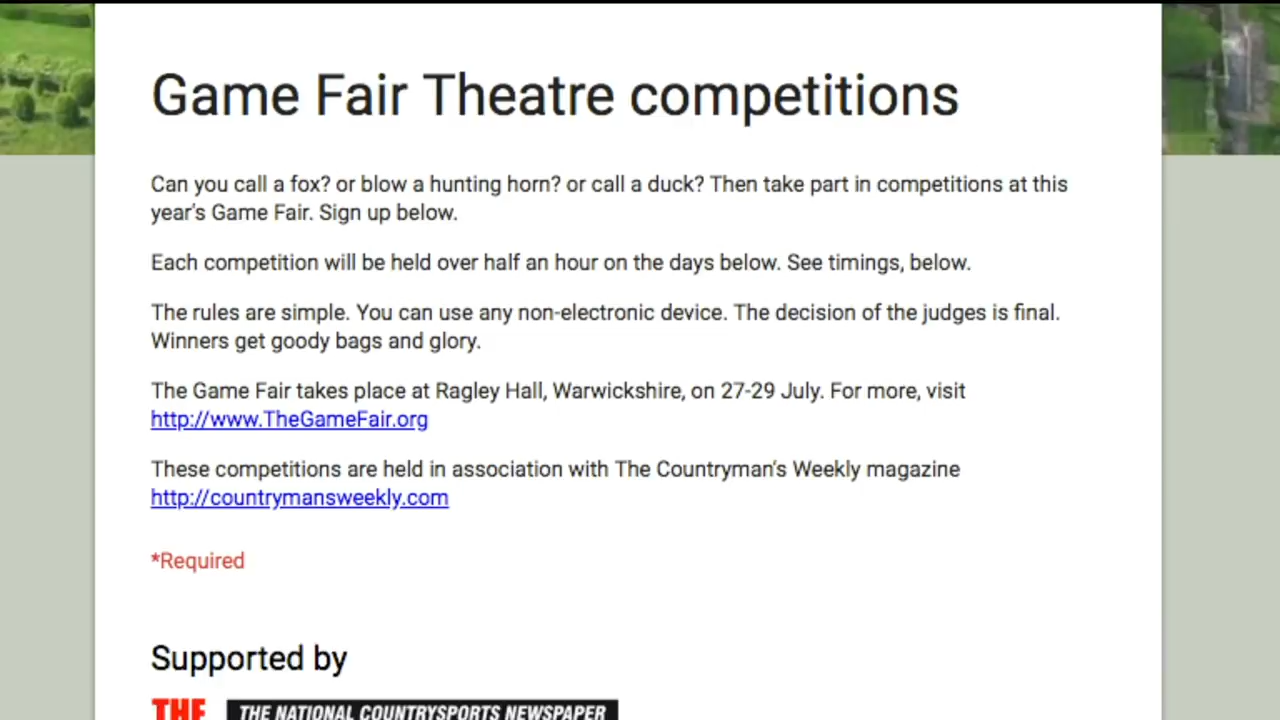 Game Fair Theatre competitions
Can you call a fox? or blow a hunting horn? or call a duck? Then take part in competitions at this
year's Game Fair. Sign up below.
Each competition will be held over half an hour on the days below. See timings, below.
The rules are simple. You can use any non-electronic device. The decision of the judges is final.
Winners get goody bags and glory.
The Game Fair takes place at Ragley Hall, Warwickshire, on 27-29 July. For more, visit
http://www.TheGameFair.org
These competitions are held in association with The Countryman's Weekly magazine
http://countrymansweekly.com
*Required
Supported by
THE THE NATIONAL COUNTRYSPORTS NEWSPAPER